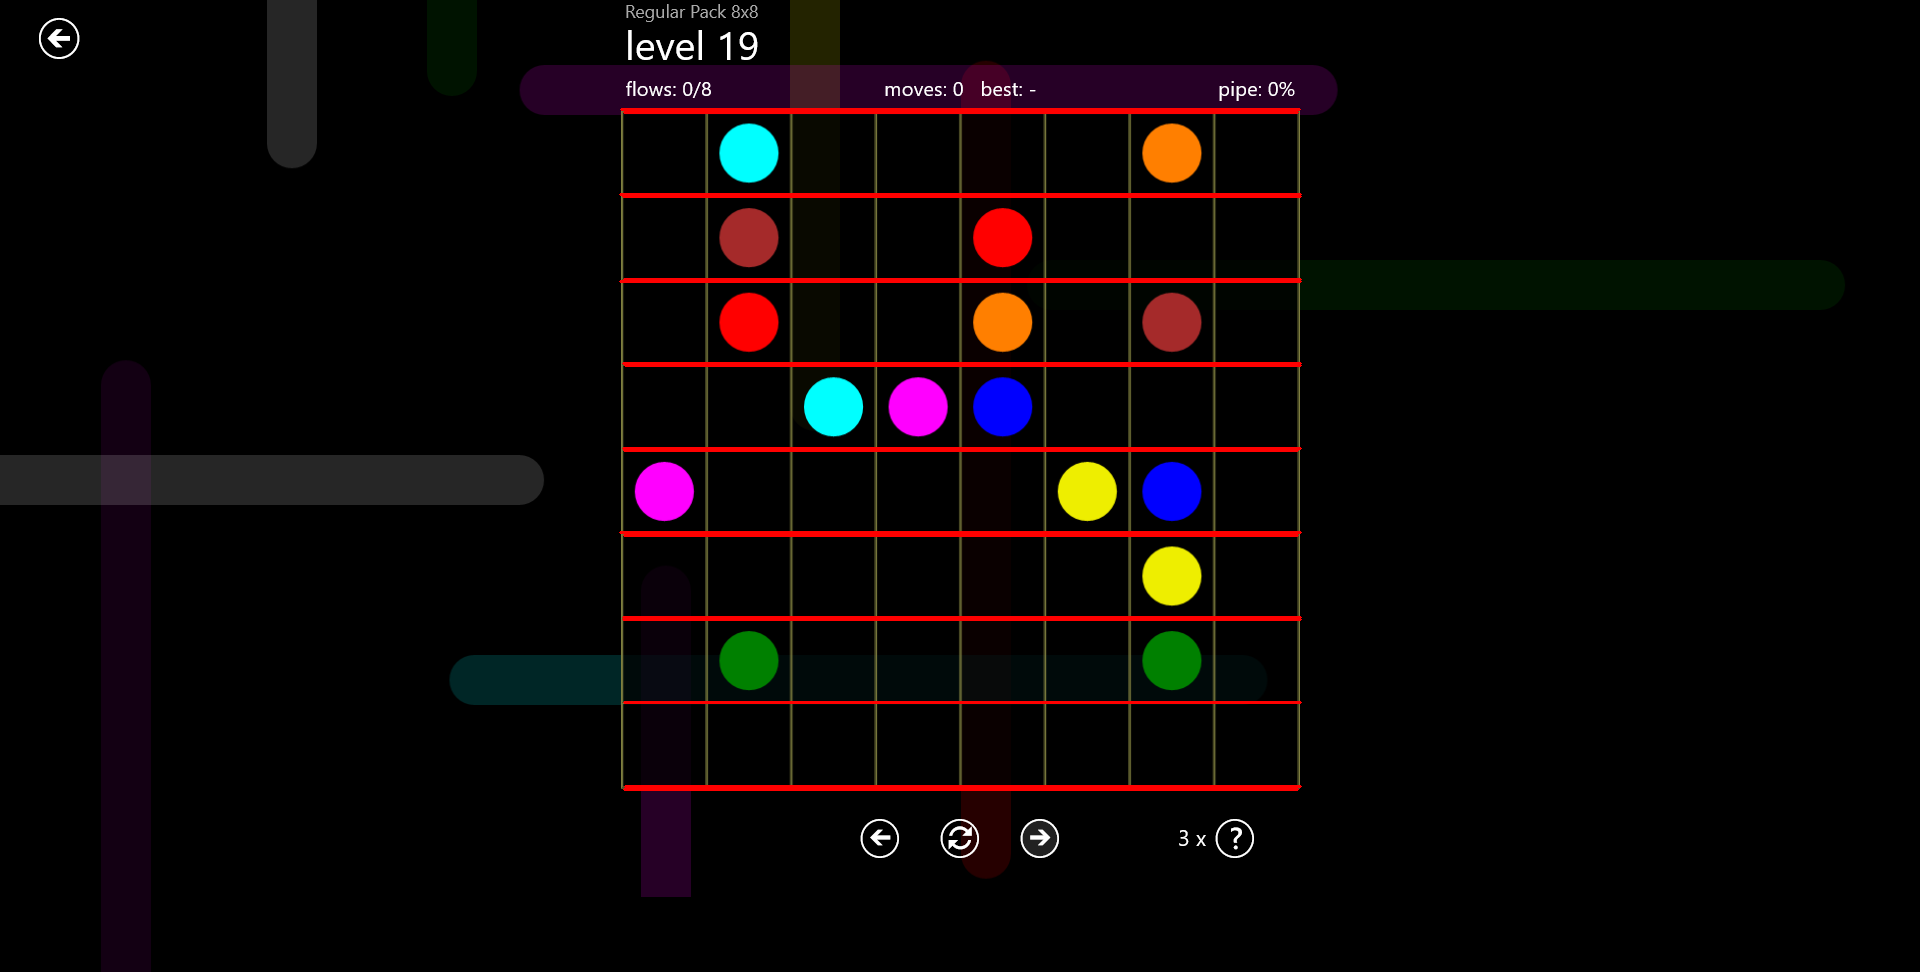 Regular Pack 8x8
level 19
flows: 0/8 moves: 0 best: - pipe: 0%
3 x ?